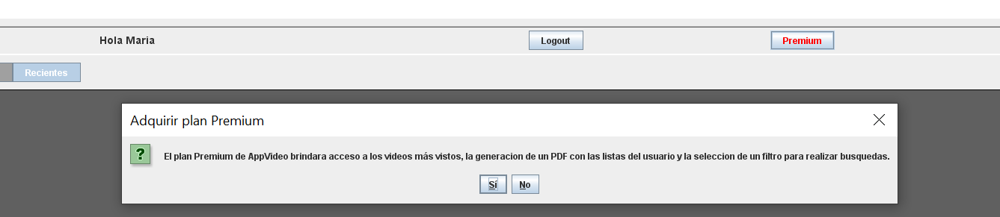 Hola Maria
Logout
Premium
Recientes
Adquirir plan Premium
?
El plan Premium de AppVideo brindara acceso a los videos más vistos, la generacion de un PDF con las listas del usuario y la seleccion de un filtro para realizar busquedas.
Sí
No